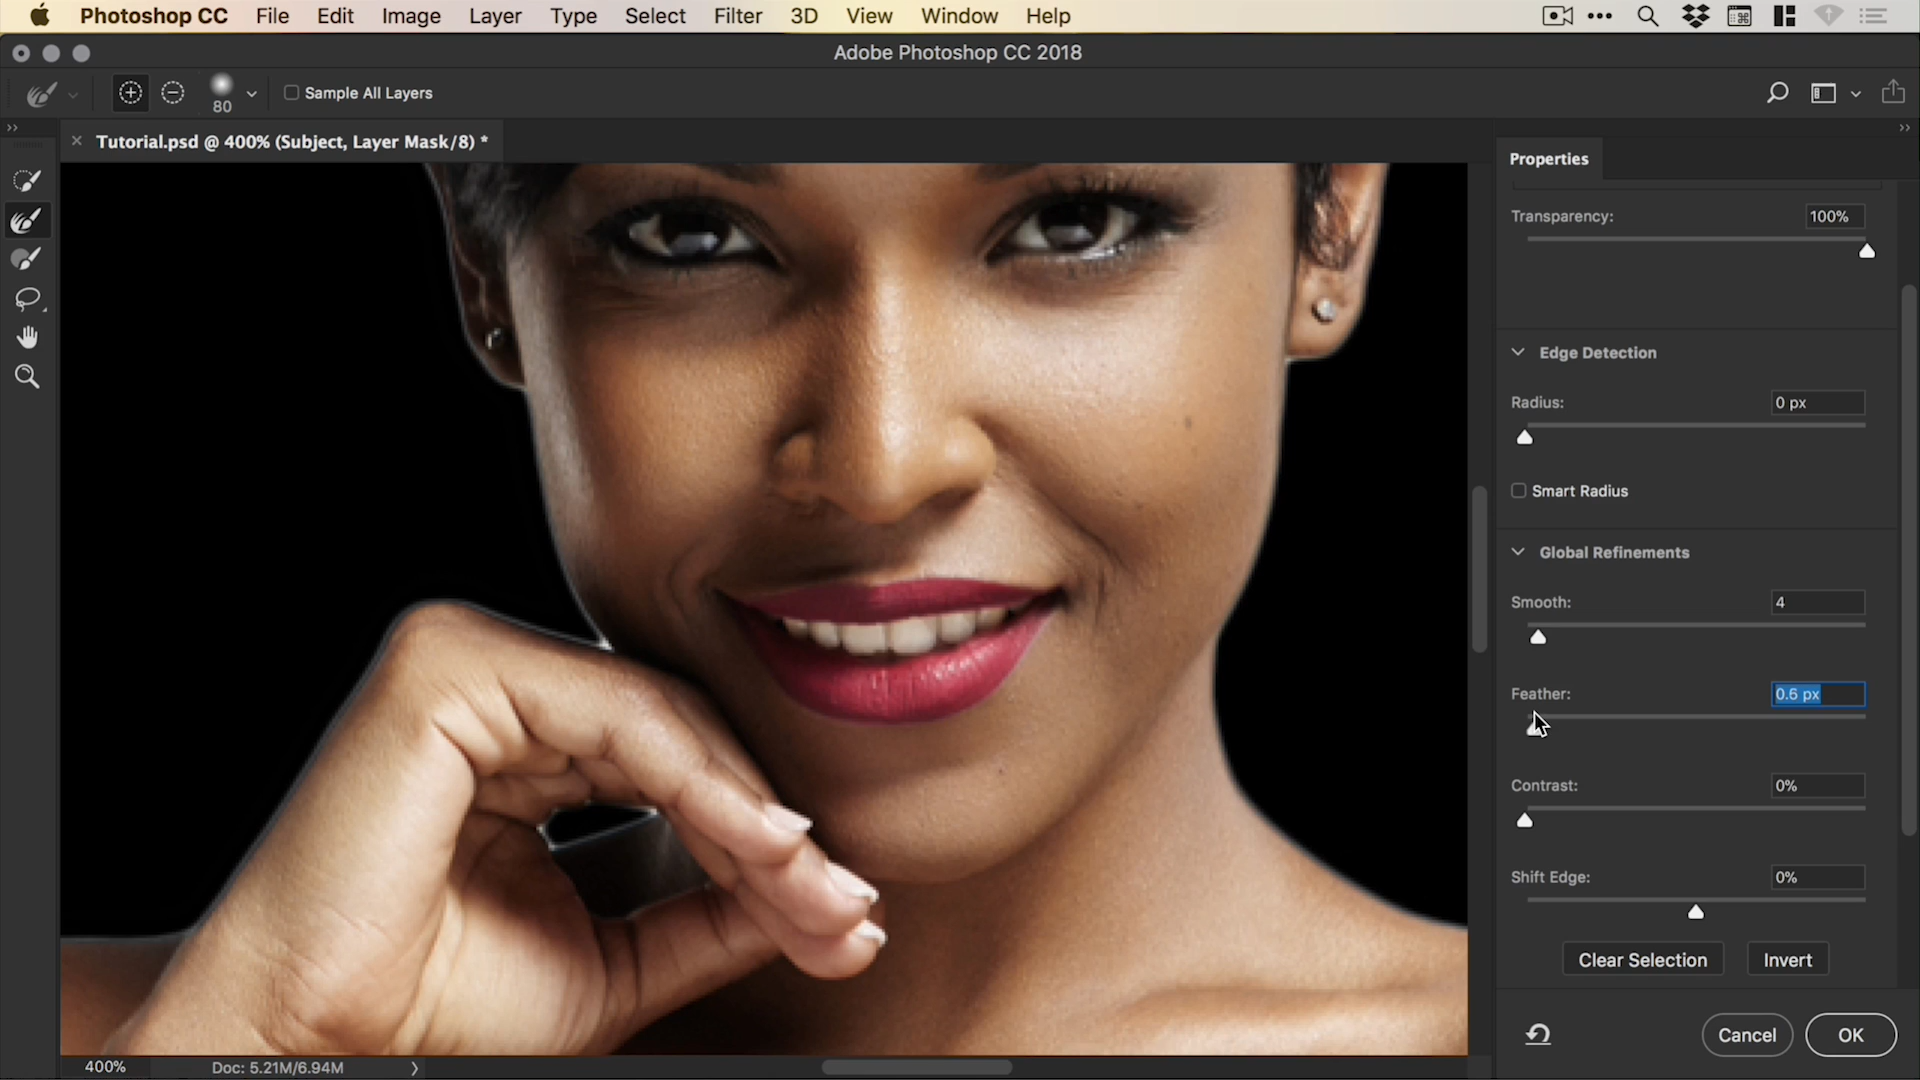 Photoshop CC File Edit Image Layer Type Select Filter 3D View Window Help
Adobe Photoshop CC 2018
80
Sample All Layers
Tutorial.psd @ 400% (Subject, Layer Mask/8) *
Properties
Transparency: 100%
Edge Detection
Radius: 0 px
Smart Radius
Global Refinements
Smooth: 4
Feather: 0.6 px
Contrast: 0%
Shift Edge: 0%
Clear Selection Invert
Cancel OK
400% Doc: 5.21M/6.94M